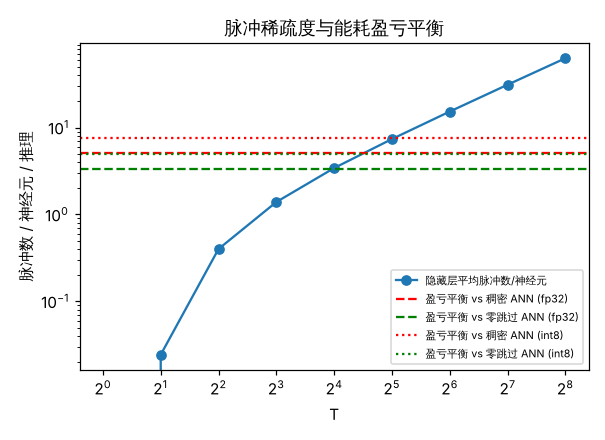 脉冲稀疏度与能耗盈亏平衡
脉冲数 / 神经元 / 推理
10¹
10⁰
10⁻¹
隐藏层平均脉冲数/神经元
盈亏平衡 vs 稠密 ANN (fp32)
盈亏平衡 vs 零跳过 ANN (fp32)
盈亏平衡 vs 稠密 ANN (int8)
盈亏平衡 vs 零跳过 ANN (int8)
2⁰ 2¹ 2² 2³ 2⁴ 2⁵ 2⁶ 2⁷ 2⁸
T